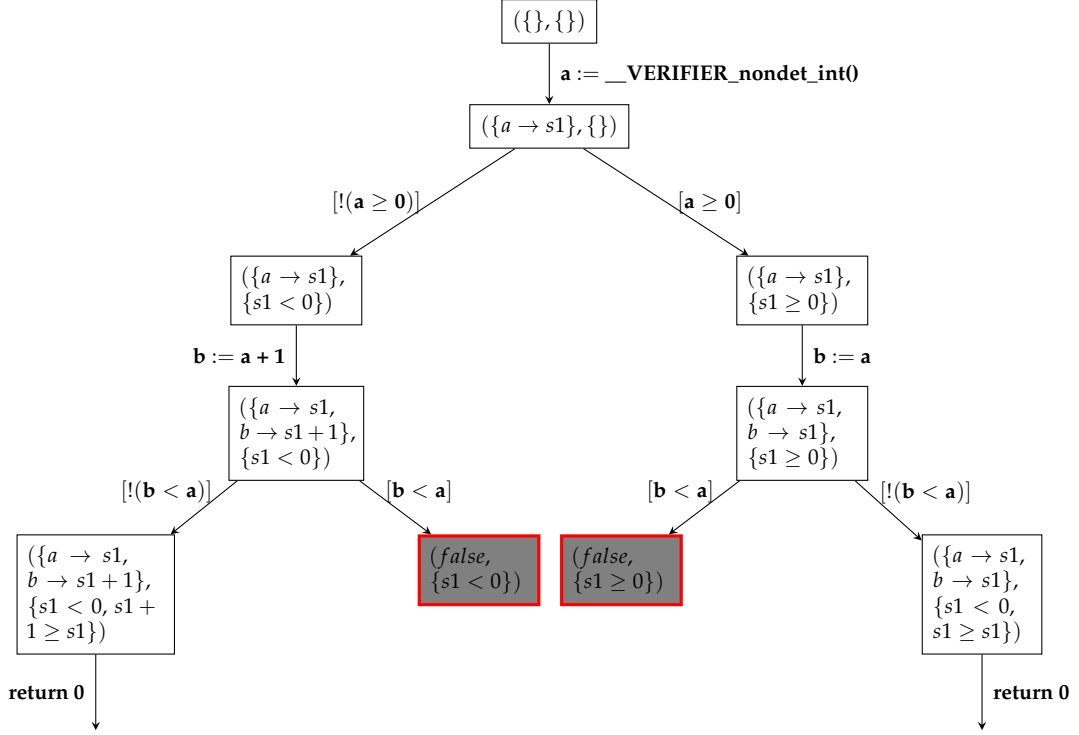 ({}, {})
a := __VERIFIER_nondet_int()
({a → s1}, {})
[!(a ≥ 0)]
[a ≥ 0]
({a → s1},
{s1 < 0})
({a → s1},
{s1 ≥ 0})
b := a + 1
b := a
({a → s1,
b → s1 + 1},
{s1 < 0})
({a → s1,
b → s1},
{s1 ≥ 0})
[!(b < a)]
[b < a]
[b < a]
[!(b < a)]
({a → s1,
b → s1 + 1},
{s1 < 0, s1 +
1 ≥ s1})
(false,
{s1 < 0})
(false,
{s1 ≥ 0})
({a → s1,
b → s1},
{s1 < 0,
s1 ≥ s1})
return 0
return 0